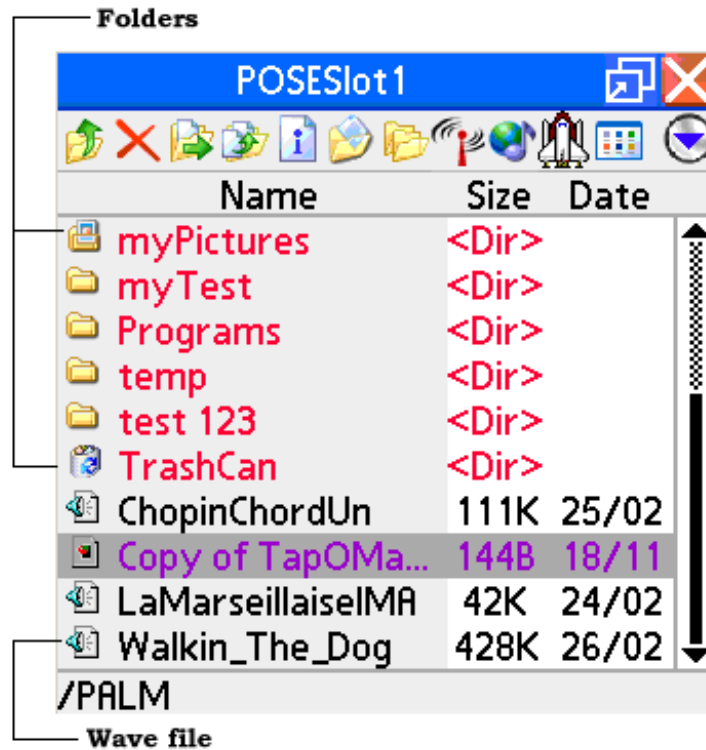 Folders
POSESlot1
Name Size Date
myPictures <Dir>
myTest <Dir>
Programs <Dir>
temp <Dir>
test 123 <Dir>
TrashCan <Dir>
ChopinChordUn 111K 25/02
Copy of TapOMa... 144B 18/11
LaMarseillaiseIMA 42K 24/02
Walkin_The_Dog 428K 26/02
/PALM
Wave file